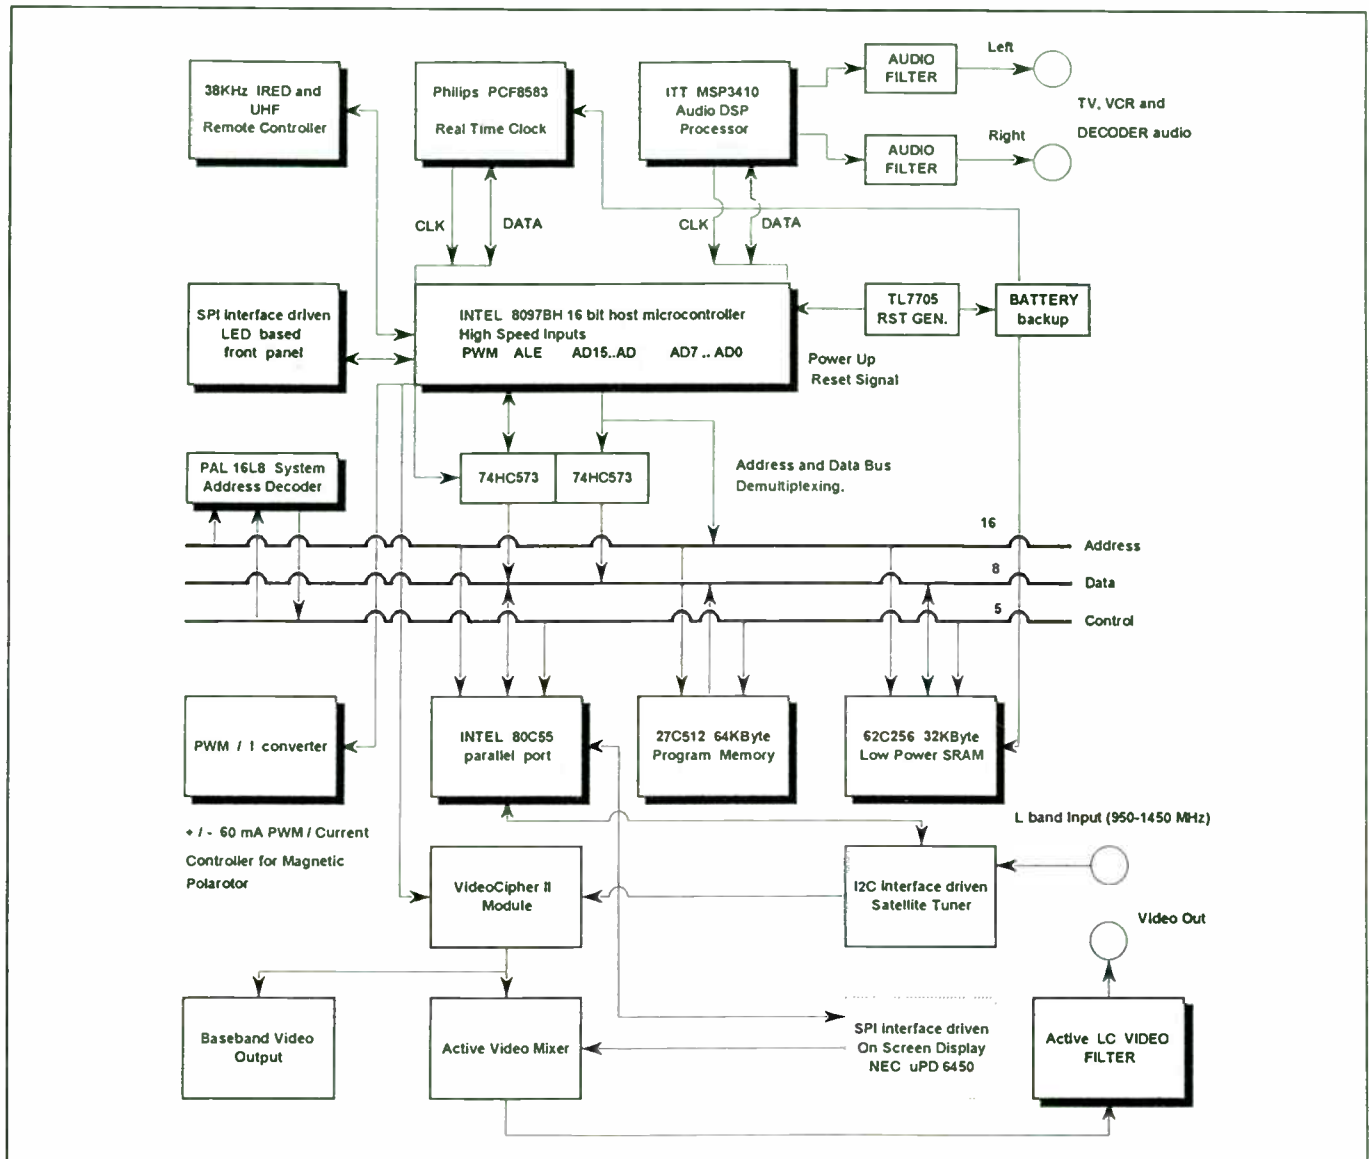 38KHz IRED and
UHF
Remote Controller
Philips PCF8583
Real Time Clock
ITT MSP3410
Audio DSP
Processor
AUDIO
FILTER
Left
AUDIO
FILTER
Right
TV, VCR and
DECODER audio
CLK
DATA
CLK
DATA
SPI Interface driven
LED based
front panel
INTEL 8097BH 16 bit host microcontroller
High Speed Inputs
PWM ALE AD15..AD AD7 .. AD0
TL7705
RST GEN.
BATTERY
backup
Power Up
Reset Signal
PAL 16L8 System
Address Decoder
74HC573
74HC573
Address and Data Bus
Demultiplexing.
16
Address
8
Data
5
Control
PWM / I converter
INTEL 80C55
parallel port
27C512 64KByte
Program Memory
62C256 32KByte
Low Power SRAM
+ / - 60 mA PWM / Current
Controller for Magnetic
Polarotor
L band Input (950-1450 MHz)
VideoCipher II
Module
I2C Interface driven
Satellite Tuner
Video Out
Baseband Video
Output
Active Video Mixer
SPI Interface driven
On Screen Display
NEC uPD 6450
Active LC VIDEO
FILTER